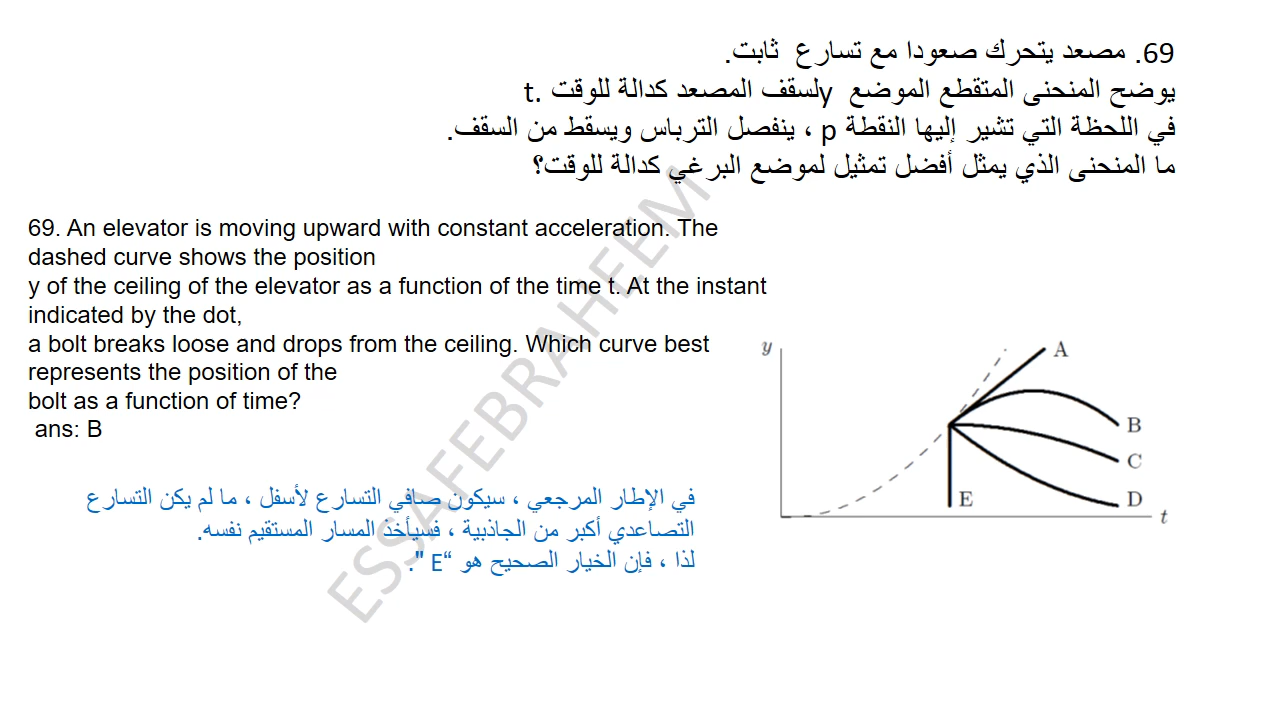 69. مصعد يتحرك صعودا مع تسارع ثابت.
يوضح المنحنى المتقطع الموضع yلسقف المصعد كدالة للوقت t.
في اللحظة التي تشير إليها النقطة p ، ينفصل الترباس ويسقط من السقف.
ما المنحنى الذي يمثل أفضل تمثيل لموضع البرغي كدالة للوقت؟
69. An elevator is moving upward with constant acceleration. The
dashed curve shows the position
y of the ceiling of the elevator as a function of the time t. At the instant
indicated by the dot,
a bolt breaks loose and drops from the ceiling. Which curve best
represents the position of the
bolt as a function of time?
ans: B
في الإطار المرجعي ، سيكون صافي التسارع لأسفل ، ما لم يكن التسارع
التصاعدي أكبر من الجاذبية ، فسيأخذ المسار المستقيم نفسه.
لذا ، فإن الخيار الصحيح هو “E ".
y
A
B
C
D
E
t
ESSAFEBRAHEEM